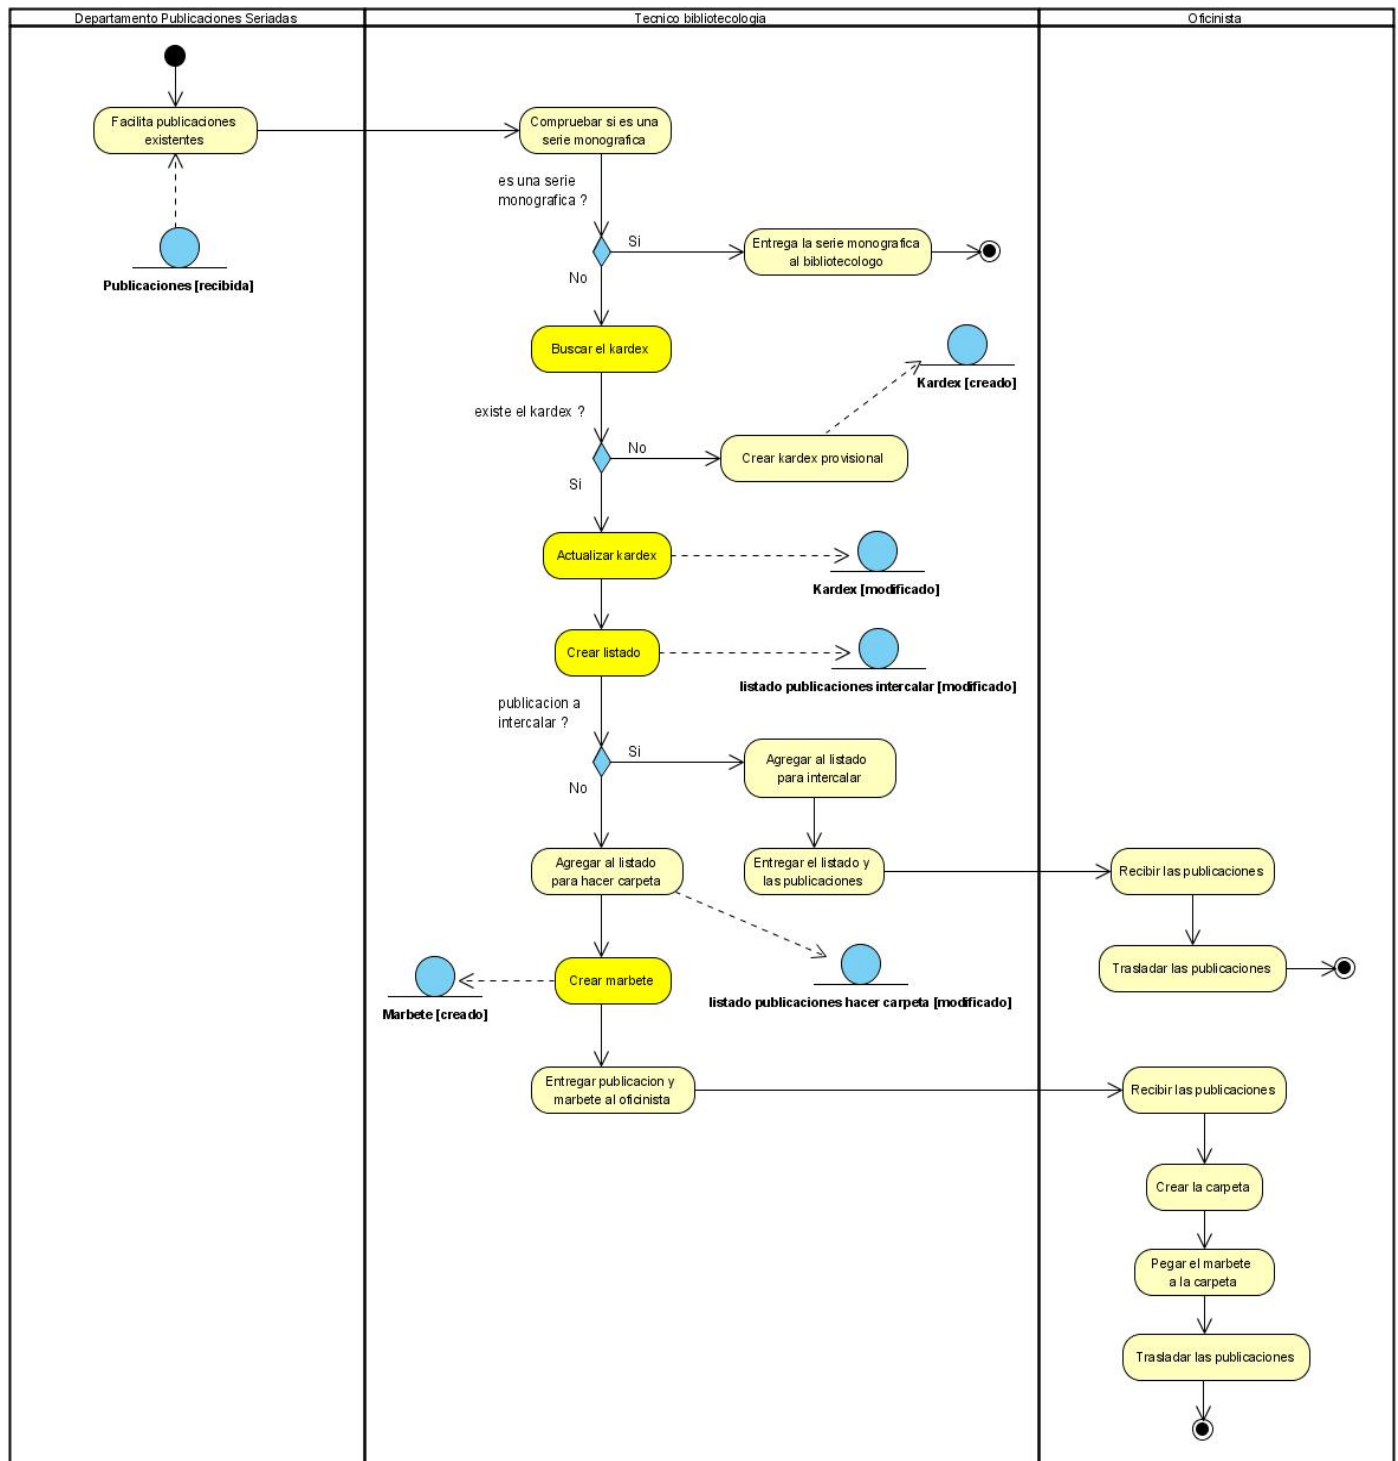 Departamento Publicaciones Seriadas
Tecnico bibliotecologia
Oficinista
Facilita publicaciones
existentes
Compruebar si es una
serie monografica
es una serie
monografica ?
Si
Entrega la serie monografica
al bibliotecologo
No
Publicaciones [recibida]
Buscar el kardex
Kardex [creado]
existe el kardex ?
No
Crear kardex provisional
Si
Actualizar kardex
Kardex [modificado]
Crear listado
listado publicaciones intercalar [modificado]
publicacion a
intercalar ?
Si
Agregar al listado
para intercalar
No
Agregar al listado
para hacer carpeta
Entregar el listado y
las publicaciones
Recibir las publicaciones
Trasladar las publicaciones
Crear marbete
Marbete [creado]
listado publicaciones hacer carpeta [modificado]
Entregar publicacion y
marbete al oficinista
Recibir las publicaciones
Crear la carpeta
Pegar el marbete
a la carpeta
Trasladar las publicaciones